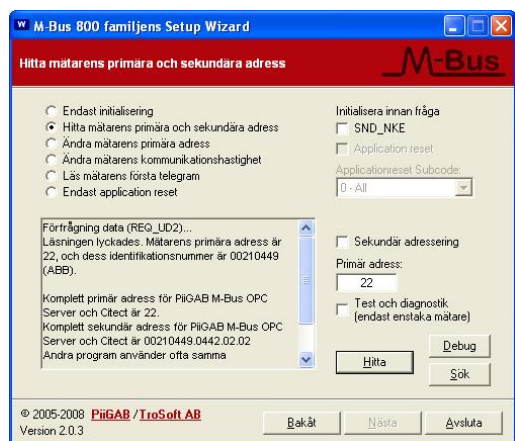 M-Bus 800 familjens Setup Wizard
Hitta mätarens primära och sekundära adress
M-Bus
Endast initialisering
Hitta mätarens primära och sekundära adress
Ändra mätarens primära adress
Ändra mätarens kommunikationshastighet
Läs mätarens första telegram
Endast application reset
Initialisera innan fråga
SND_NKE
Application reset
Applicationreset Subcode:
0 - All
Förfrågning data (REQ_UD2)...
Läsningen lyckades. Mätarens primära adress är
22, och dess identifikationsnummer är 00210449
(ABB).
Komplett primär adress för PiiGAB M-Bus OPC
Server och Citect är 22.
Komplett sekundär adress för PiiGAB M-Bus OPC
Server och Citect är 00210449.0442.02.02
Andra program använder ofta samma
Sekundär adressering
Primär adress:
22
Test och diagnostik
(endast enstaka mätare)
Hitta
Debug
Sök
© 2005-2008 PiiGAB / TroSoft AB
Version 2.0.3
Bakåt
Nästa
Avsluta